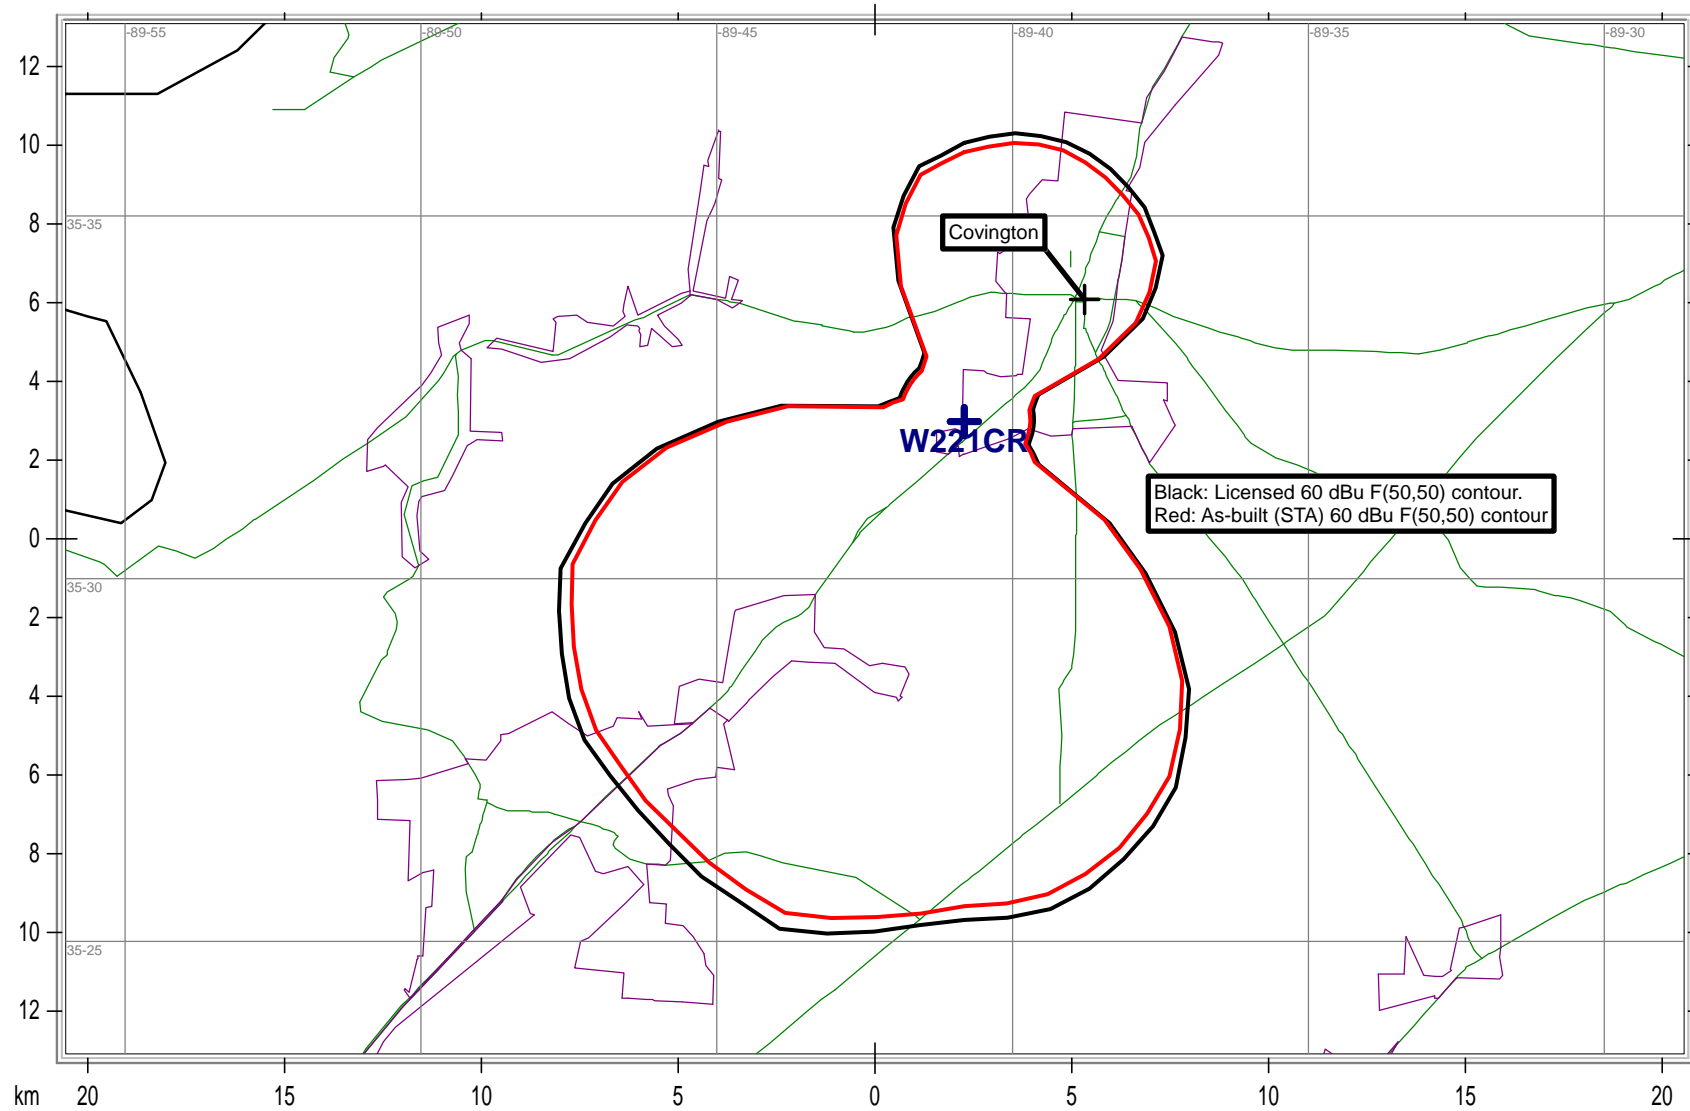 -89-55 -89-50 -89-45 -89-40 -89-35 -89-30
12
10
8
35-35
Covington
6
4
2
W221CR
Black: Licensed 60 dBu F(50,50) contour.
Red: As-built (STA) 60 dBu F(50,50) contour
0
35-30
2
4
6
8
10
35-25
12
km 20 15 10 5 0 5 10 15 20